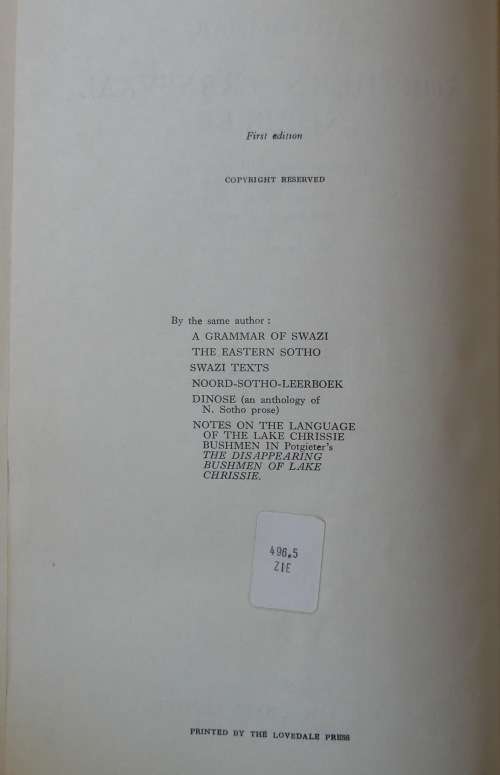 First edition
COPYRIGHT RESERVED
By the same author :
A GRAMMAR OF SWAZI
THE EASTERN SOTHO
SWAZI TEXTS
NOORD-SOTHO-LEERBOEK
DINOSE (an anthology of
N. Sotho prose)
NOTES ON THE LANGUAGE
OF THE LAKE CHRISSIE
BUSHMEN IN Potgieter's
THE DISAPPEARING
BUSHMEN OF LAKE
CHRISSIE.
496.5
ZIE
PRINTED BY THE LOVEDALE PRESS